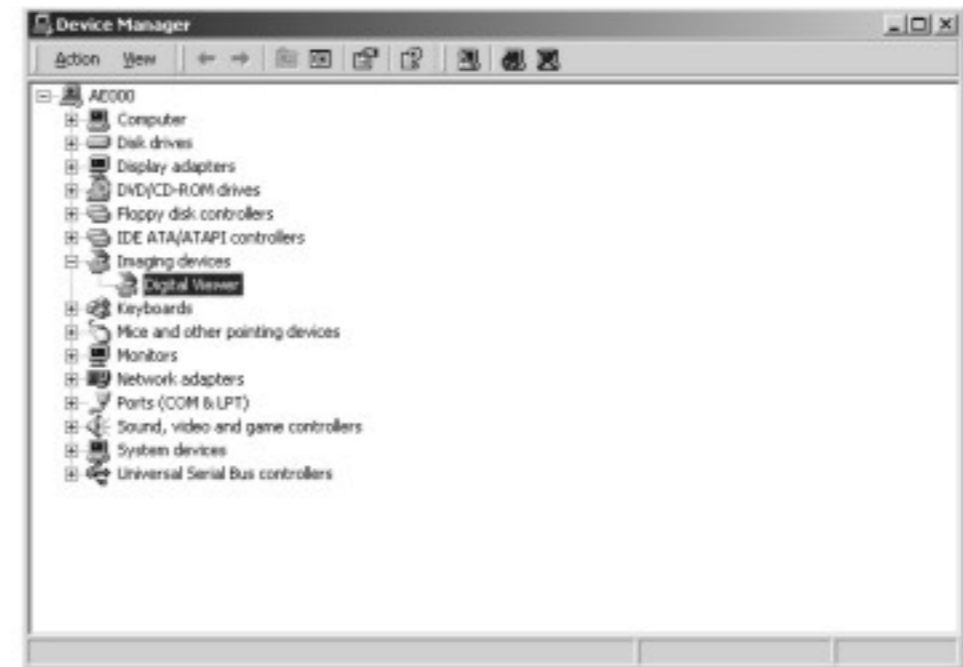 Device Manager
Action View
AE000
Computer
Disk drives
Display adapters
DVD/CD-ROM drives
Floppy disk controllers
IDE ATA/ATAPI controllers
Imaging devices
Digital Viewer
Keyboards
Mice and other pointing devices
Monitors
Network adapters
Ports (COM & LPT)
Sound, video and game controllers
System devices
Universal Serial Bus controllers